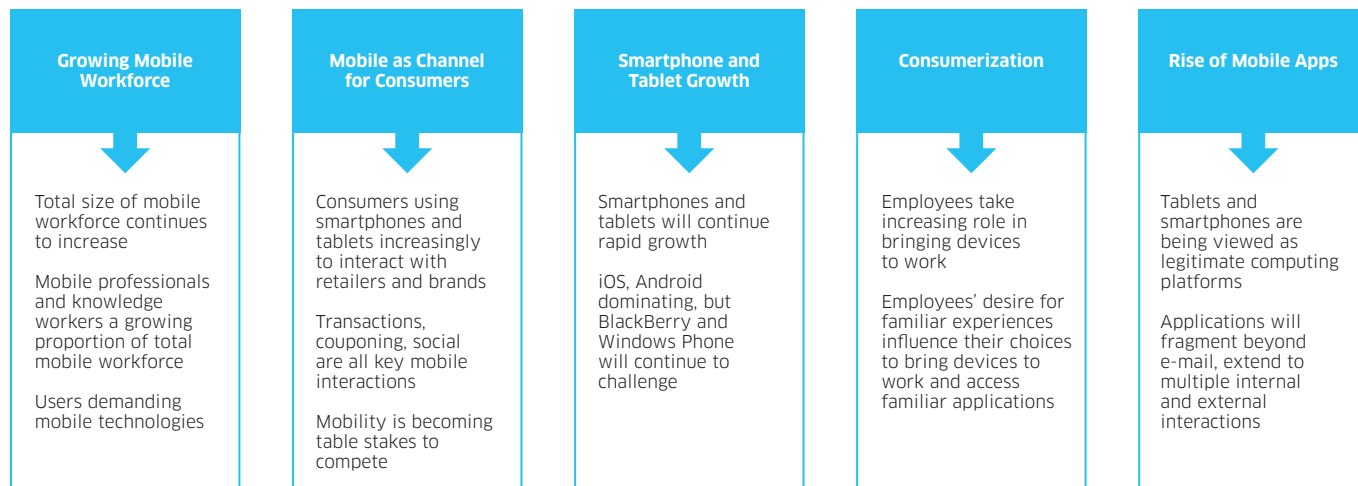 Growing Mobile
Workforce
Total size of mobile
workforce continues
to increase
Mobile professionals
and knowledge
workers a growing
proportion of total
mobile workforce
Users demanding
mobile technologies
Mobile as Channel
for Consumers
Consumers using
smartphones and
tablets increasingly
to interact with
retailers and brands
Transactions,
couponing, social
are all key mobile
interactions
Mobility is becoming
table stakes to
compete
Smartphone and
Tablet Growth
Smartphones and
tablets will continue
rapid growth
iOS, Android
dominating, but
BlackBerry and
Windows Phone
will continue to
challenge
Consumerization
Employees take
increasing role in
bringing devices
to work
Employees’ desire for
familiar experiences
influence their choices
to bring devices to
work and access
familiar applications
Rise of Mobile Apps
Tablets and
smartphones are
being viewed as
legitimate computing
platforms
Applications will
fragment beyond
e-mail, extend to
multiple internal
and external
interactions